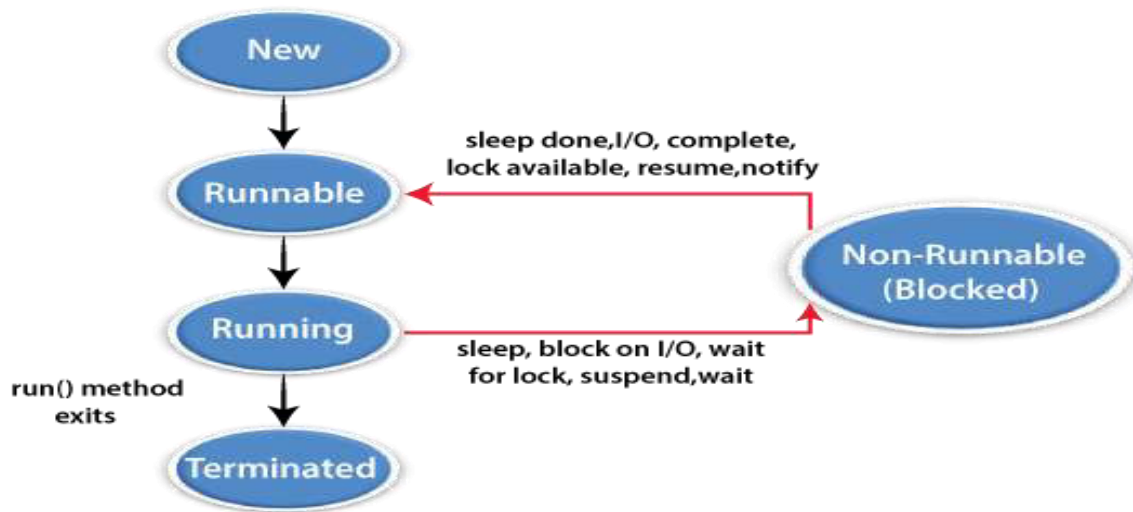 New
sleep done,I/O, complete,
lock available, resume,notify
Runnable
Non-Runnable
(Blocked)
Running
sleep, block on I/O, wait
for lock, suspend,wait
run() method
exits
Terminated